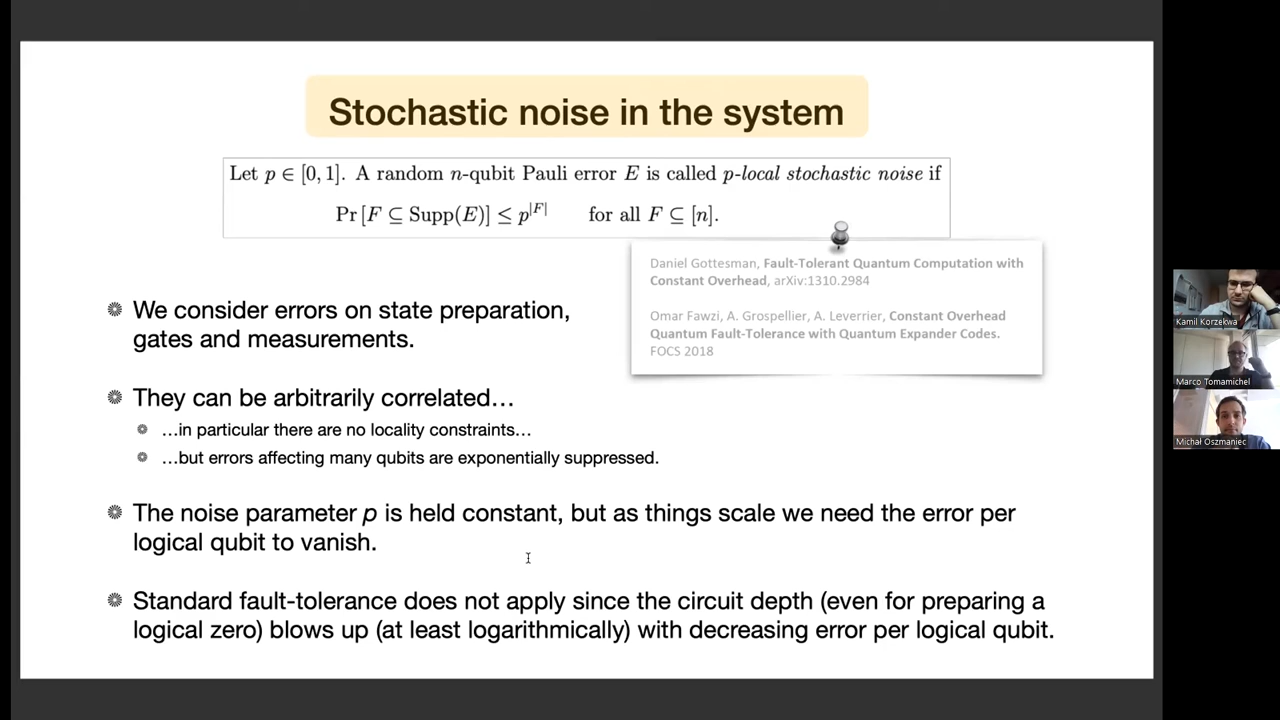 Stochastic noise in the system
Let p ∈ [0, 1]. A random n-qubit Pauli error E is called p-local stochastic noise if
Pr [F ⊆ Supp(E)] ≤ p^{|F|} for all F ⊆ [n].
Daniel Gottesman, Fault-Tolerant Quantum Computation with
Constant Overhead, arXiv:1310.2984
Omar Fawzi, A. Grospellier, A. Leverrier, Constant Overhead
Quantum Fault-Tolerance with Quantum Expander Codes.
FOCS 2018
We consider errors on state preparation,
gates and measurements.
They can be arbitrarily correlated…
…in particular there are no locality constraints…
…but errors affecting many qubits are exponentially suppressed.
The noise parameter p is held constant, but as things scale we need the error per
logical qubit to vanish.
Standard fault-tolerance does not apply since the circuit depth (even for preparing a
logical zero) blows up (at least logarithmically) with decreasing error per logical qubit.
Kamil Korzekwa
Marco Tomamichel
Michał Oszmaniec